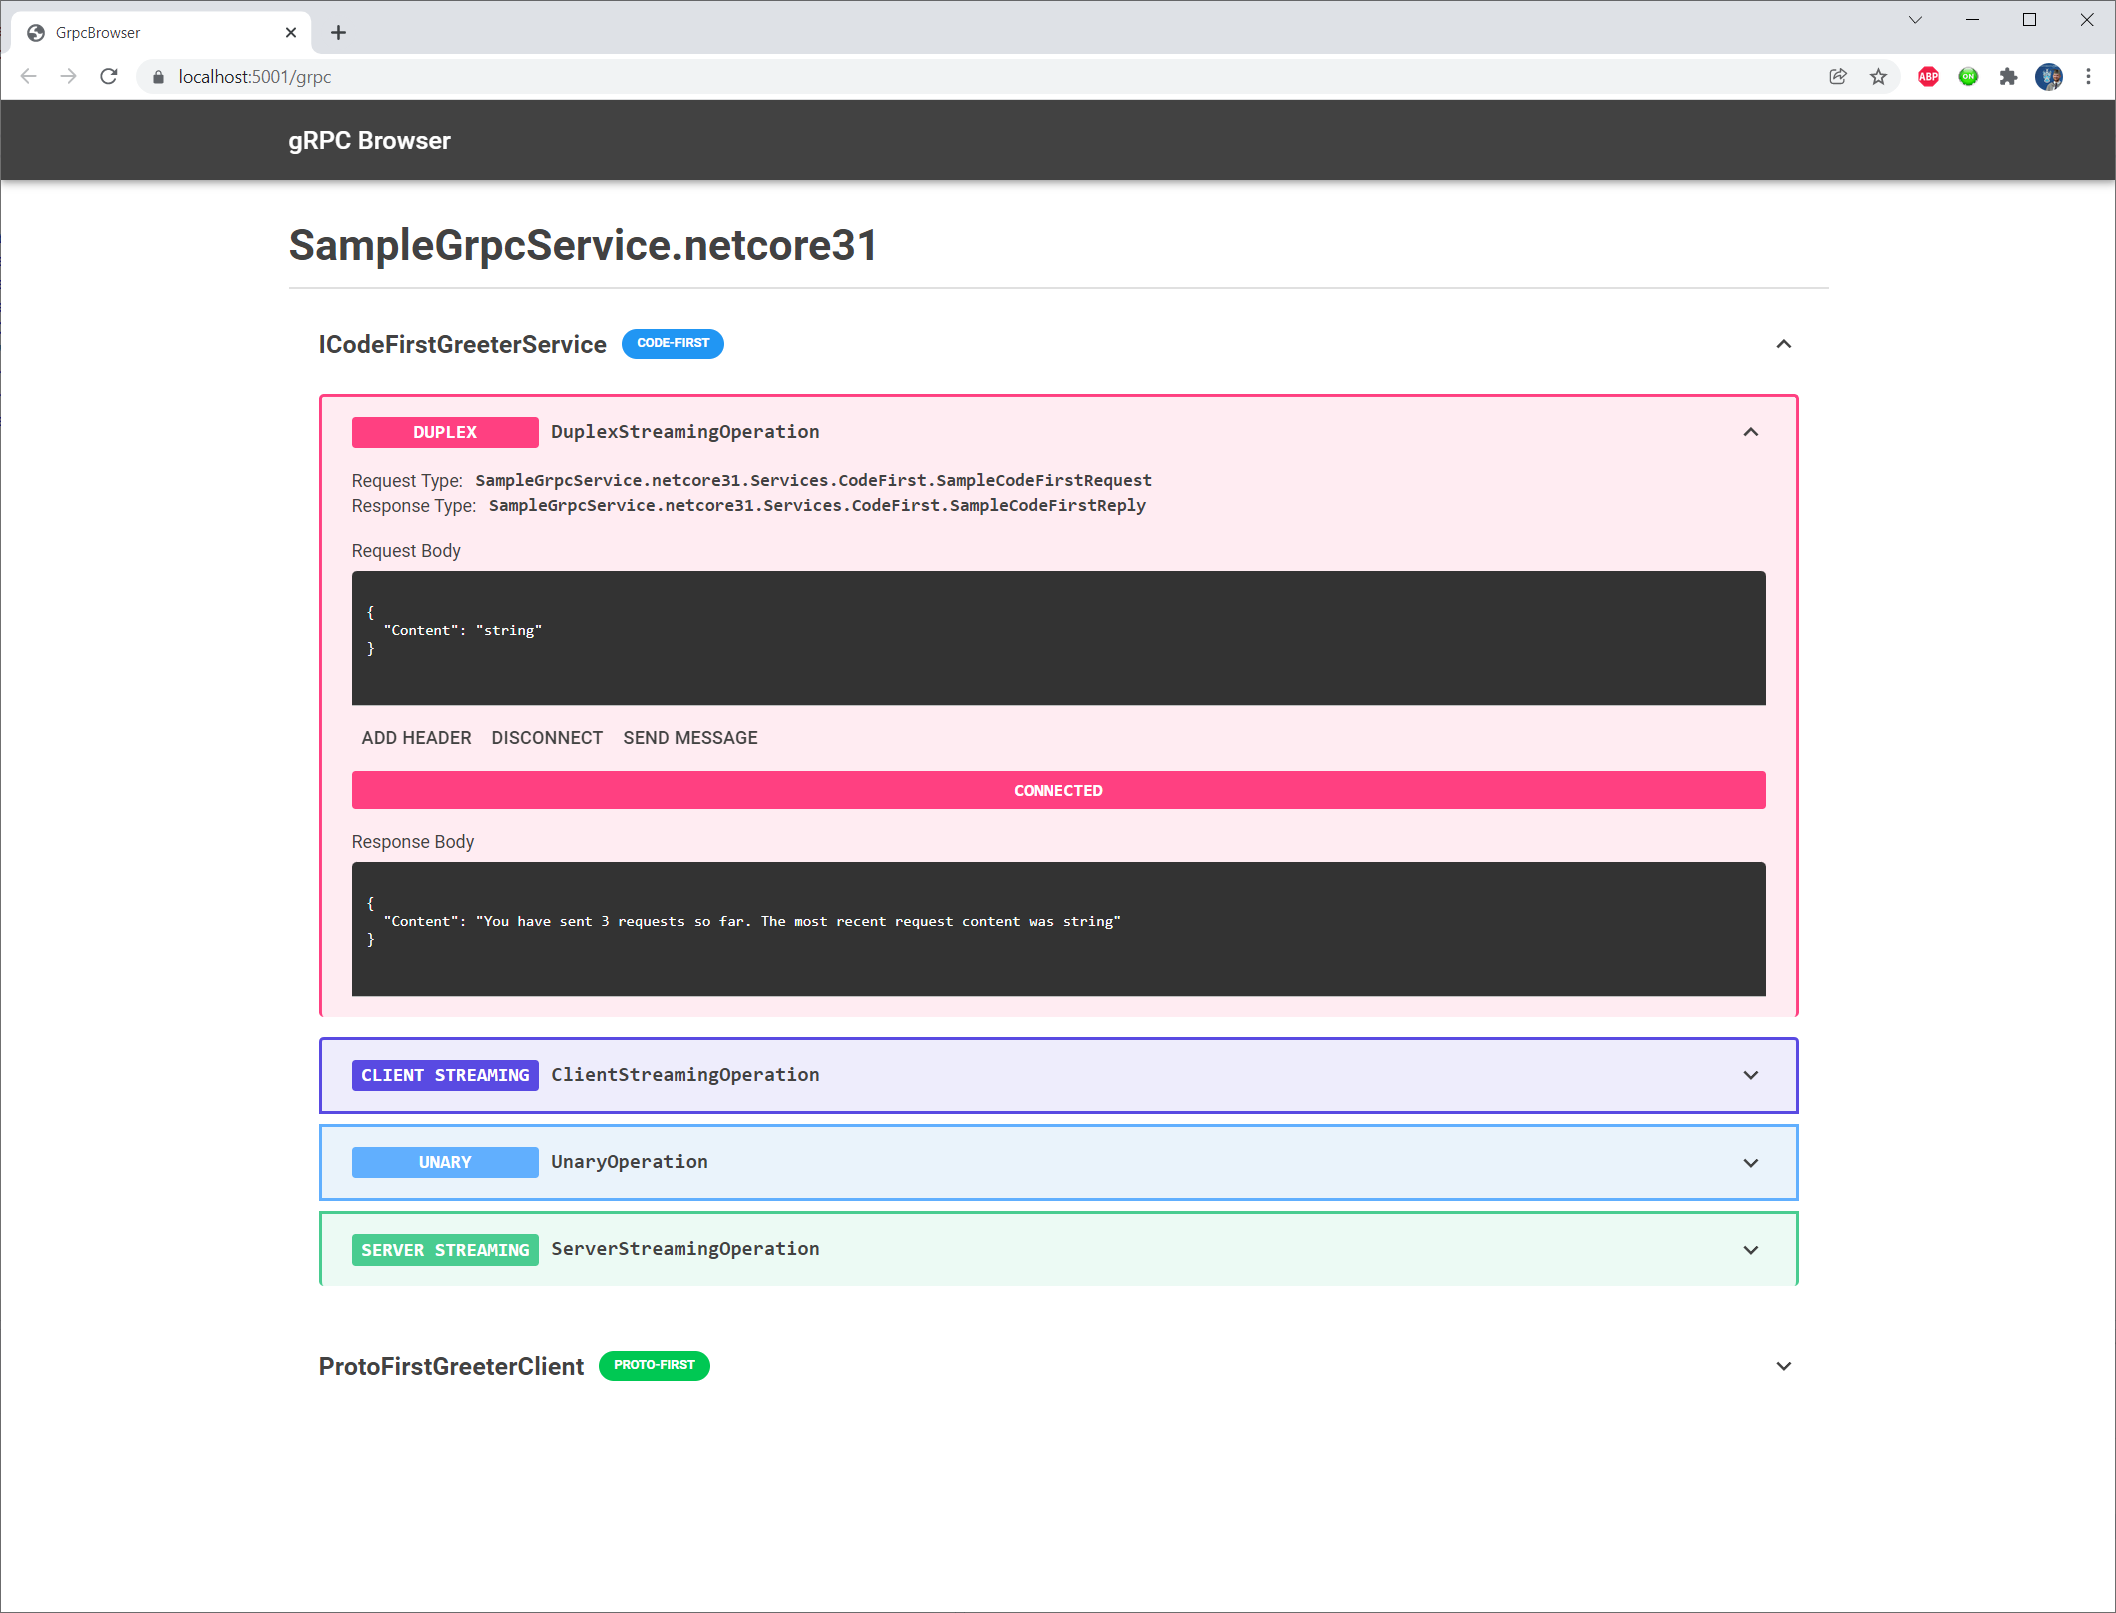 GrpcBrowser
localhost:5001/grpc
ABP
ON
gRPC Browser
SampleGrpcService.netcore31
ICodeFirstGreeterService CODE-FIRST
DUPLEX DuplexStreamingOperation
Request Type: SampleGrpcService.netcore31.Services.CodeFirst.SampleCodeFirstRequest
Response Type: SampleGrpcService.netcore31.Services.CodeFirst.SampleCodeFirstReply
Request Body
{
"Content": "string"
}
ADD HEADER DISCONNECT SEND MESSAGE
CONNECTED
Response Body
{
"Content": "You have sent 3 requests so far. The most recent request content was string"
}
CLIENT STREAMING ClientStreamingOperation
UNARY UnaryOperation
SERVER STREAMING ServerStreamingOperation
ProtoFirstGreeterClient PROTO-FIRST